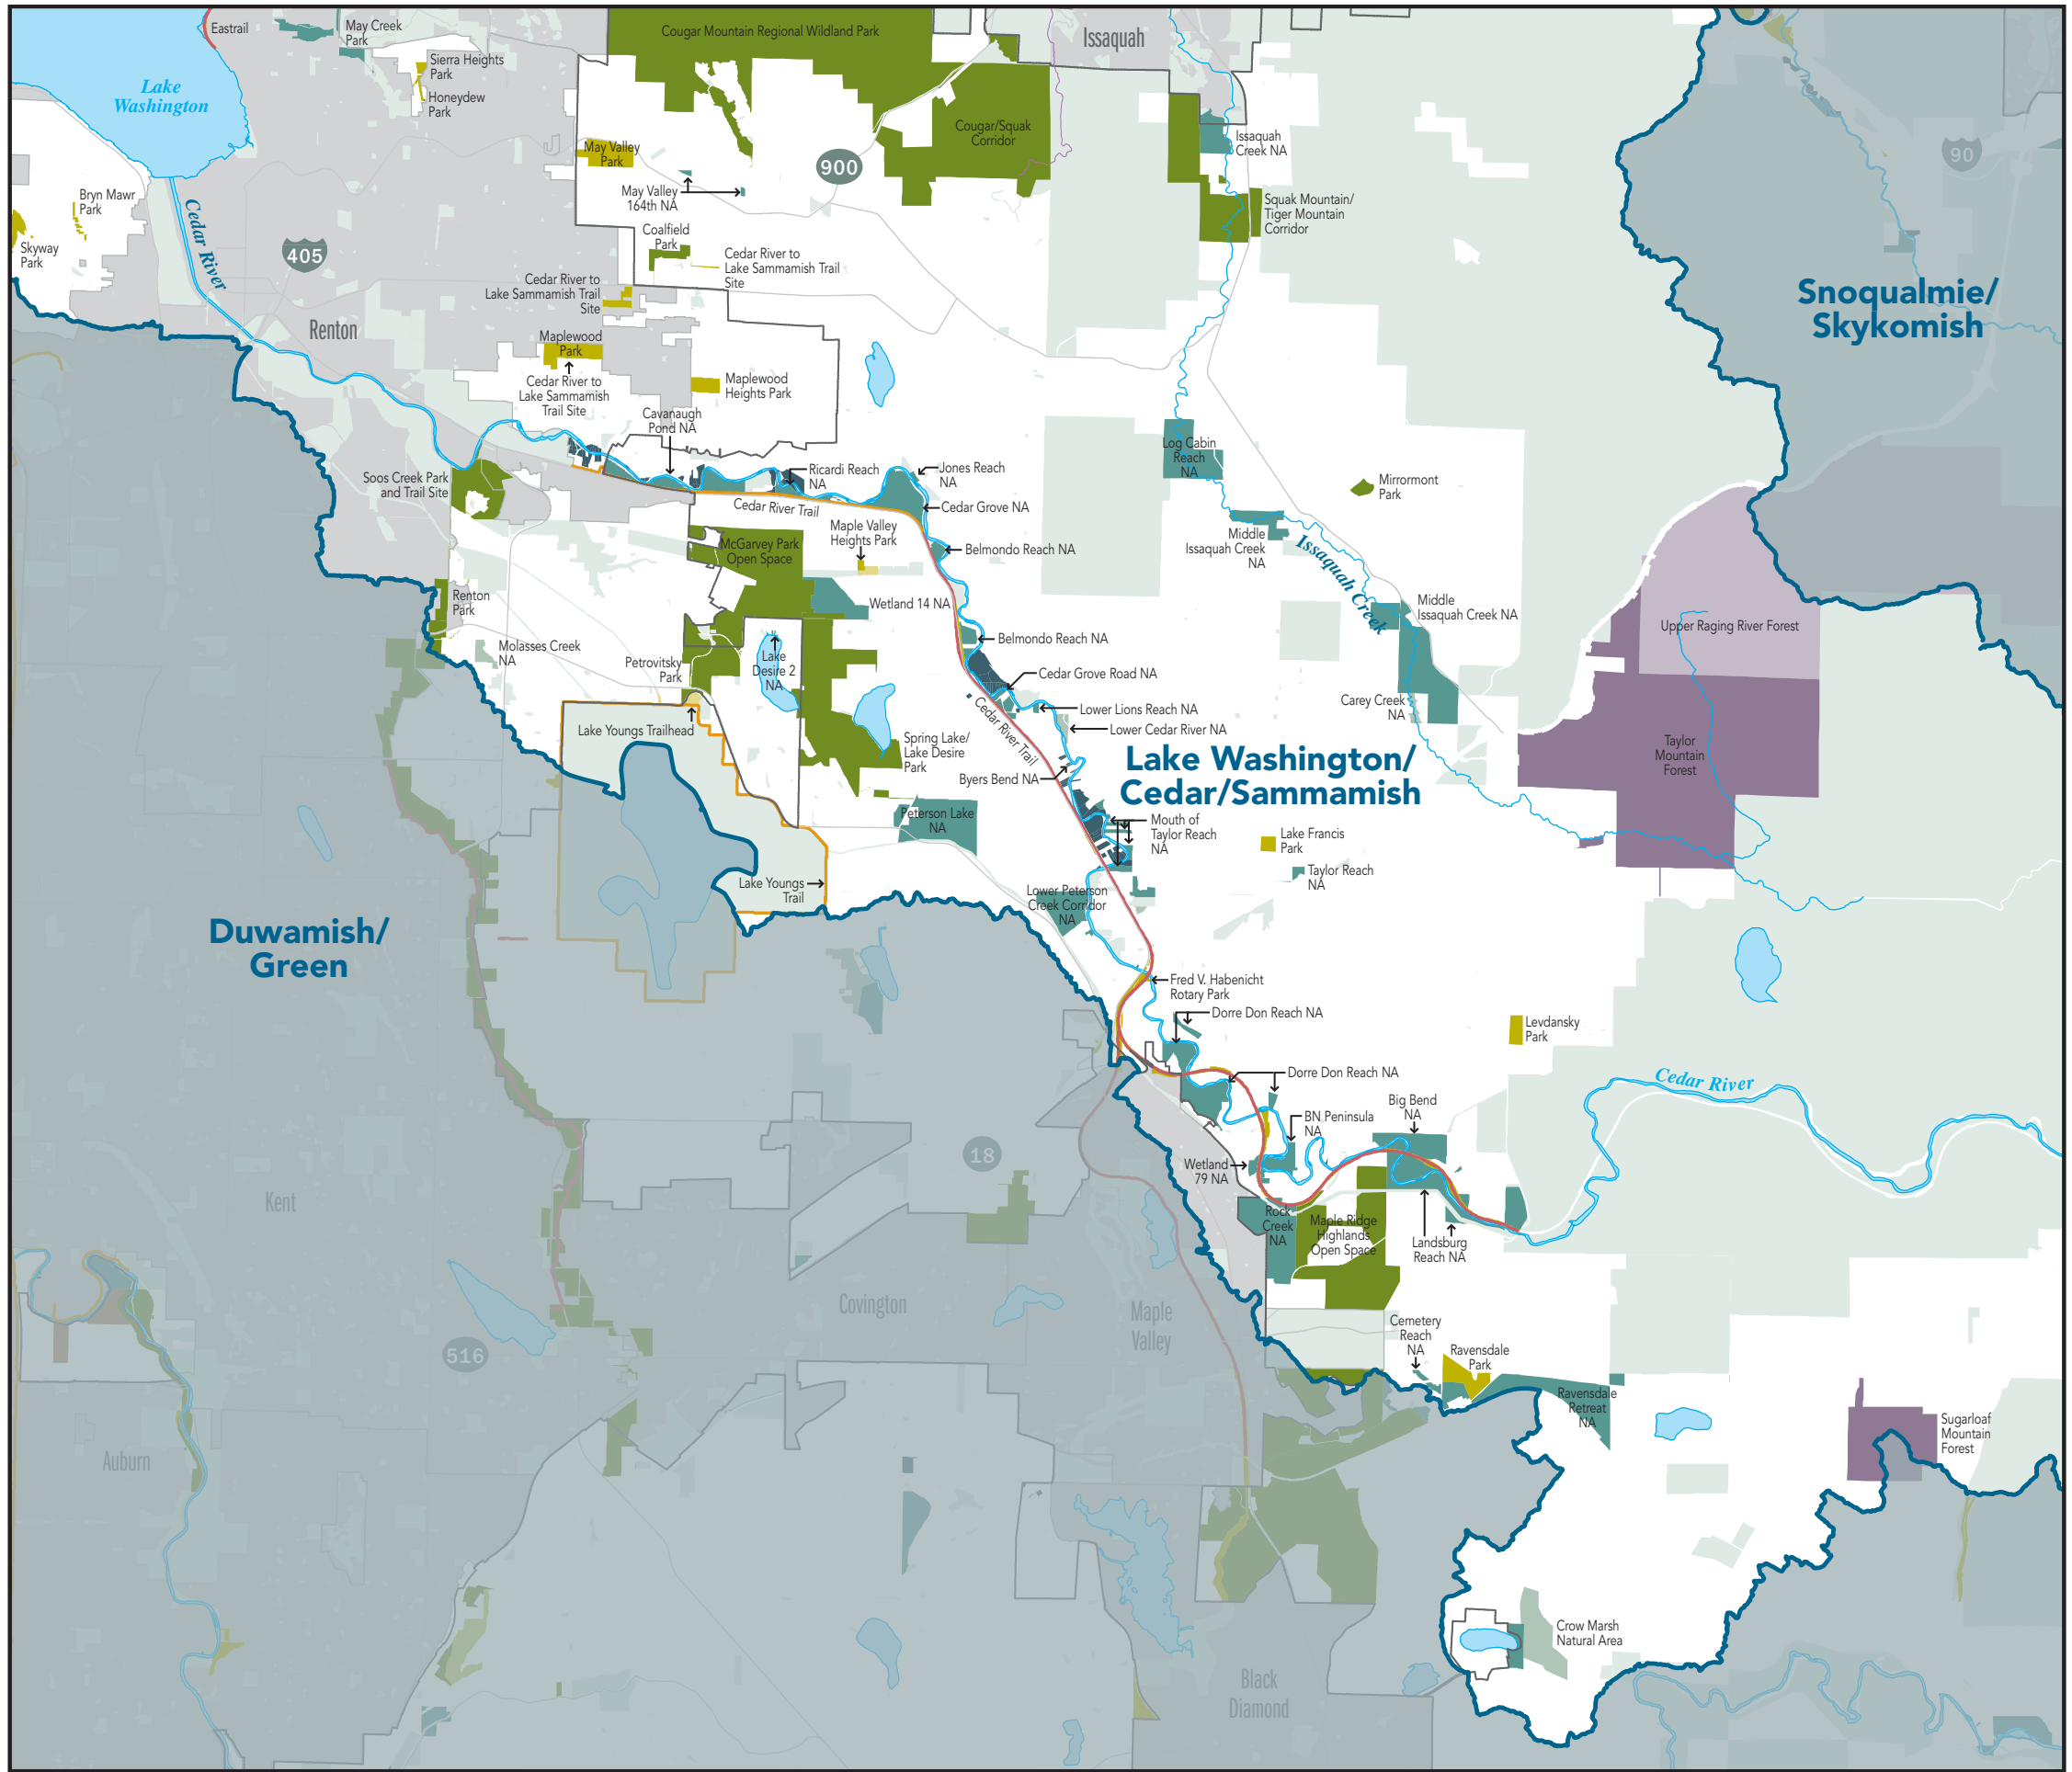 Eastrail
May Creek
Park
Cougar Mountain Regional Wildland Park
Issaquah
Sierra Heights
Park
Honeydew
Park
Lake
Washington
Cougar/Squak
Corridor
Issaquah
Creek NA
90
May Valley
Park
900
May Valley
164th NA
Bryn Mawr
Park
Skyway
Park
Cedar River
405
Coalfield
Park
Cedar River to
Lake Sammamish Trail
Site
Squak Mountain/
Tiger Mountain
Corridor
Cedar River to
Lake Sammamish Trail
Site
Snoqualmie/
Skykomish
Renton
Maplewood
Park
Cedar River to
Lake Sammamish
Trail Site
Maplewood
Heights Park
Cavanaugh
Pond NA
Log Cabin
Reach
NA
Soos Creek Park
and Trail Site
Ricardi Reach
NA
Jones Reach
NA
Mirrormont
Park
Cedar River Trail
Cedar Grove NA
Maple Valley
Heights Park
McGarvey Park
Open Space
Belmondo Reach NA
Middle
Issaquah Creek
NA
Issaquah Creek
Renton
Park
Wetland 14 NA
Middle
Issaquah Creek NA
Upper Raging River Forest
Molasses Creek
NA
Belmondo Reach NA
Petrovitsky
Park
Lake
Desire 2
NA
Cedar Grove Road NA
Carey Creek
NA
Lower Lions Reach NA
Lake Youngs Trailhead
Cedar River Trail
Lower Cedar River NA
Spring Lake/
Lake Desire
Park
Taylor
Mountain
Forest
Lake Washington/
Cedar/Sammamish
Byers Bend NA
Peterson Lake
NA
Mouth of
Taylor Reach
NA
Lake Francis
Park
Taylor Reach
NA
Lake Youngs
Trail
Lower Peterson
Creek Corridor
NA
Duwamish/
Green
Fred V. Habenicht
Rotary Park
Dorre Don Reach NA
Levdansky
Park
Dorre Don Reach NA
Cedar River
Big Bend
NA
BN Peninsula
NA
18
Wetland
79 NA
Kent
Rock
Creek
NA
Maple Ridge
Highlands
Open Space
Landsburg
Reach NA
Covington
Maple
Valley
516
Cemetery
Reach
NA
Ravensdale
Park
Ravensdale
Retreat
NA
Sugarloaf
Mountain
Forest
Auburn
Crow Marsh
Natural Area
Black
Diamond